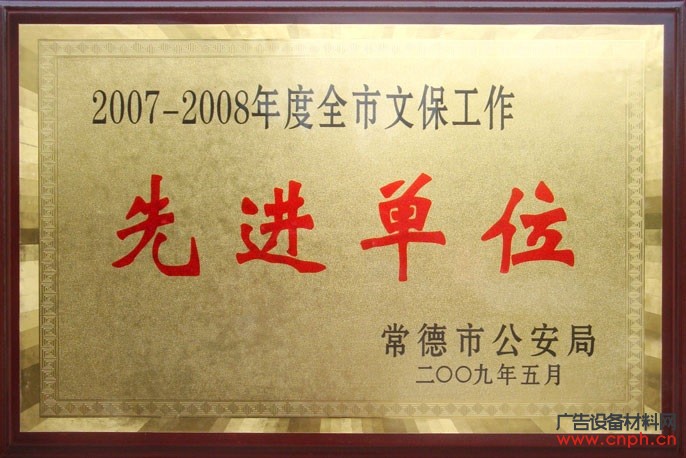 2007-2008年度全市文保工作
先进单位
常德市公安局
二〇〇九年五月
广告设备材料网
www.cnph.cn